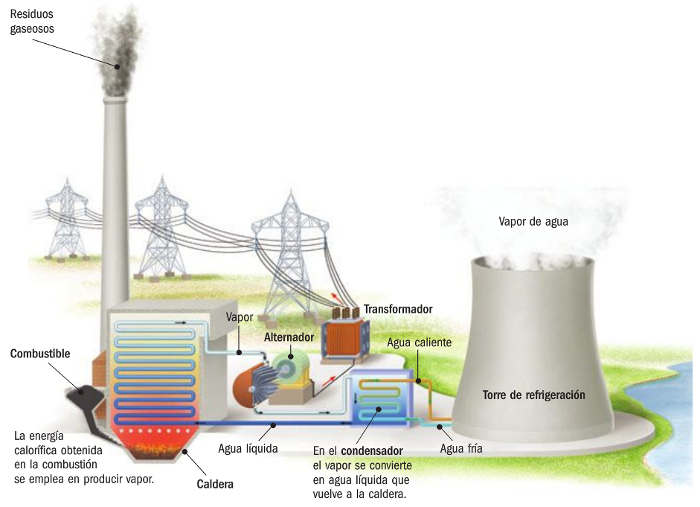 Residuos
gaseosos
Vapor de agua
Transformador
Vapor
Alternador
Agua caliente
Combustible
Torre de refrigeración
La energía
calorífica obtenida
en la combustión
se emplea en producir vapor.
Caldera
Agua líquida
En el condensador
el vapor se convierte
en agua líquida que
vuelve a la caldera.
Agua fría